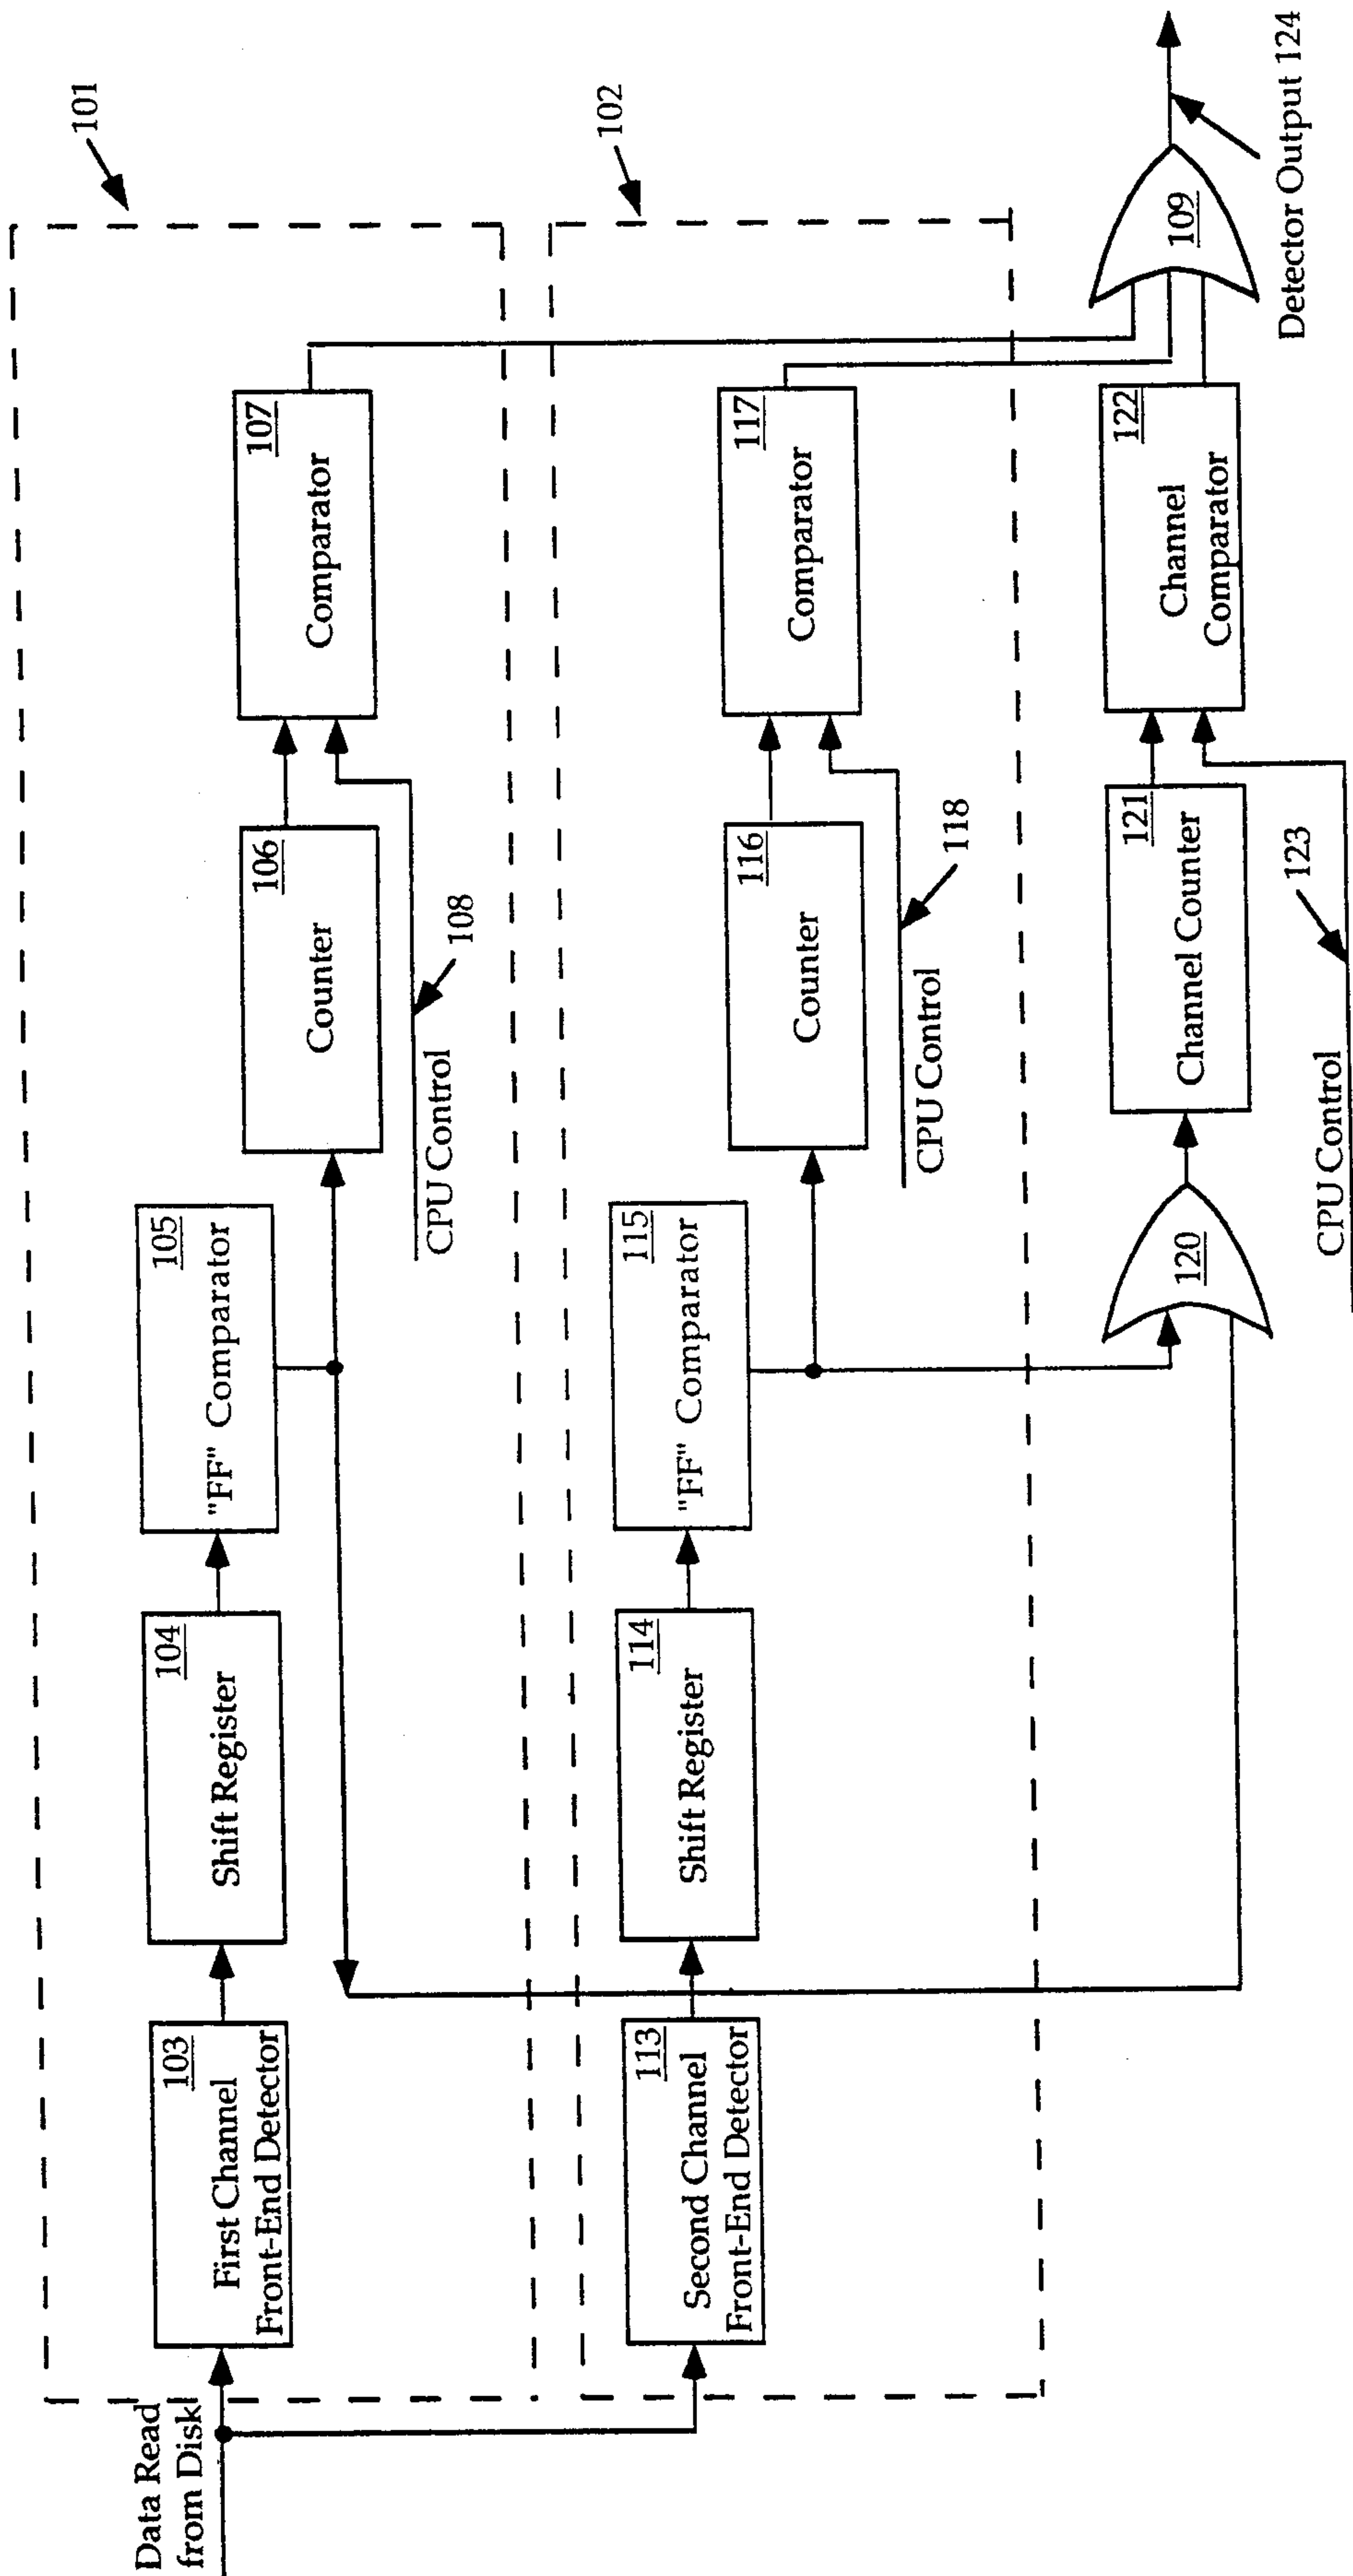 101
Data Read
from Disk
103
First Channel
Front-End Detector
104
Shift Register
105
"FF" Comparator
106
Counter
107
Comparator
108
CPU Control
102
113
Second Channel
Front-End Detector
114
Shift Register
115
"FF" Comparator
116
Counter
117
Comparator
118
CPU Control
120
121
Channel Counter
122
Channel
Comparator
109
123
CPU Control
Detector Output 124